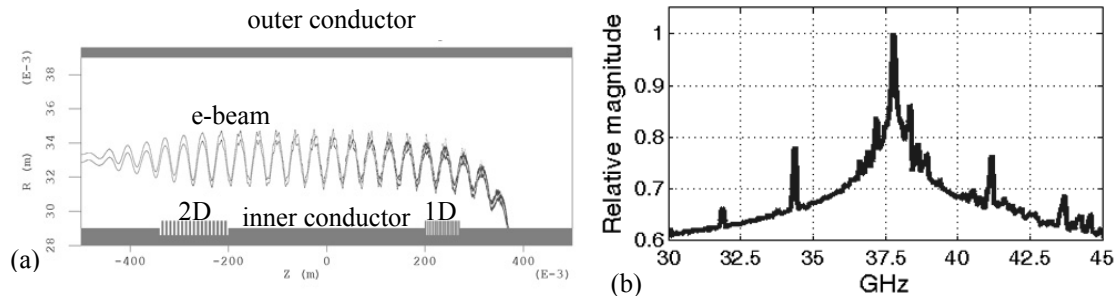 outer conductor
(E-3)
38
36
34
32
30
28
R (m)
e-beam
2D
inner conductor
1D
-400
-200
0
200
400
Z (m)
(E-3)
(a)
Relative magnitude
1
0.9
0.8
0.7
0.6
30
32.5
35
37.5
40
42.5
45
GHz
(b)